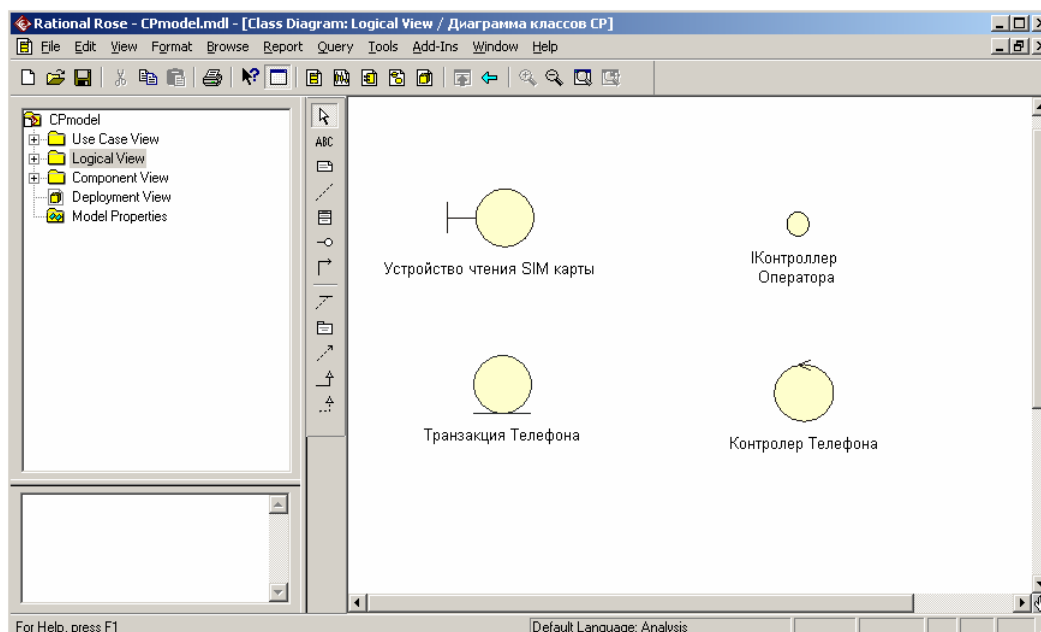 Rational Rose - CPmodel.mdl - [Class Diagram: Logical View / Диаграмма классов CP]
File Edit View Format Browse Report Query Tools Add-Ins Window Help
CPmodel
Use Case View
Logical View
Component View
Deployment View
Model Properties
ABC
Устройство чтения SIM карты
IКонтроллер
Оператора
Транзакция Телефона
Контролер Телефона
For Help, press F1
Default Language: Analysis